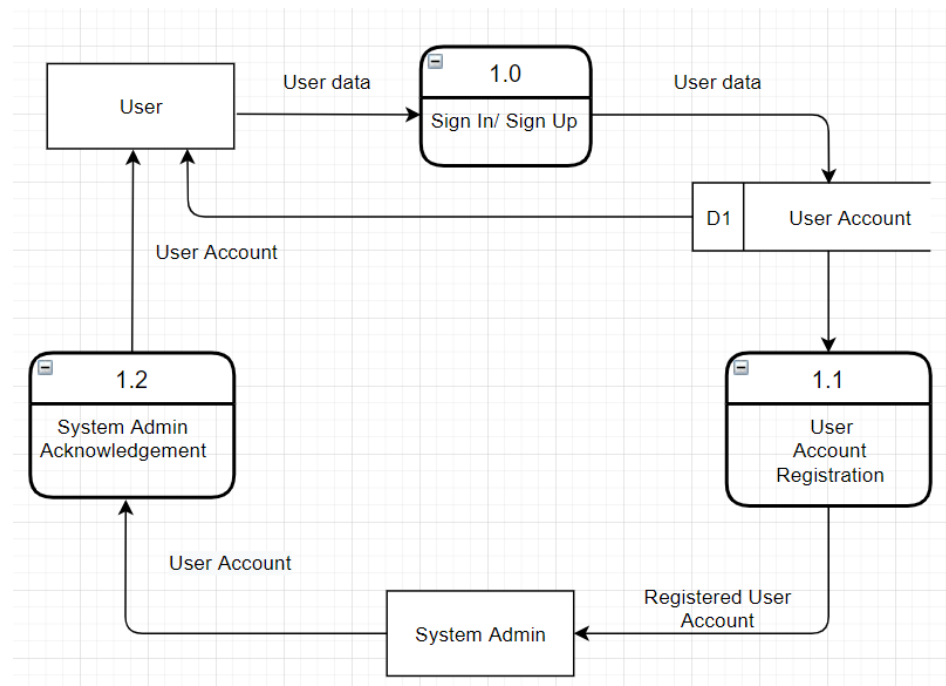 User
User data
1.0
Sign In/ Sign Up
User data
D1
User Account
User Account
1.2
System Admin
Acknowledgement
1.1
User
Account
Registration
User Account
System Admin
Registered User
Account